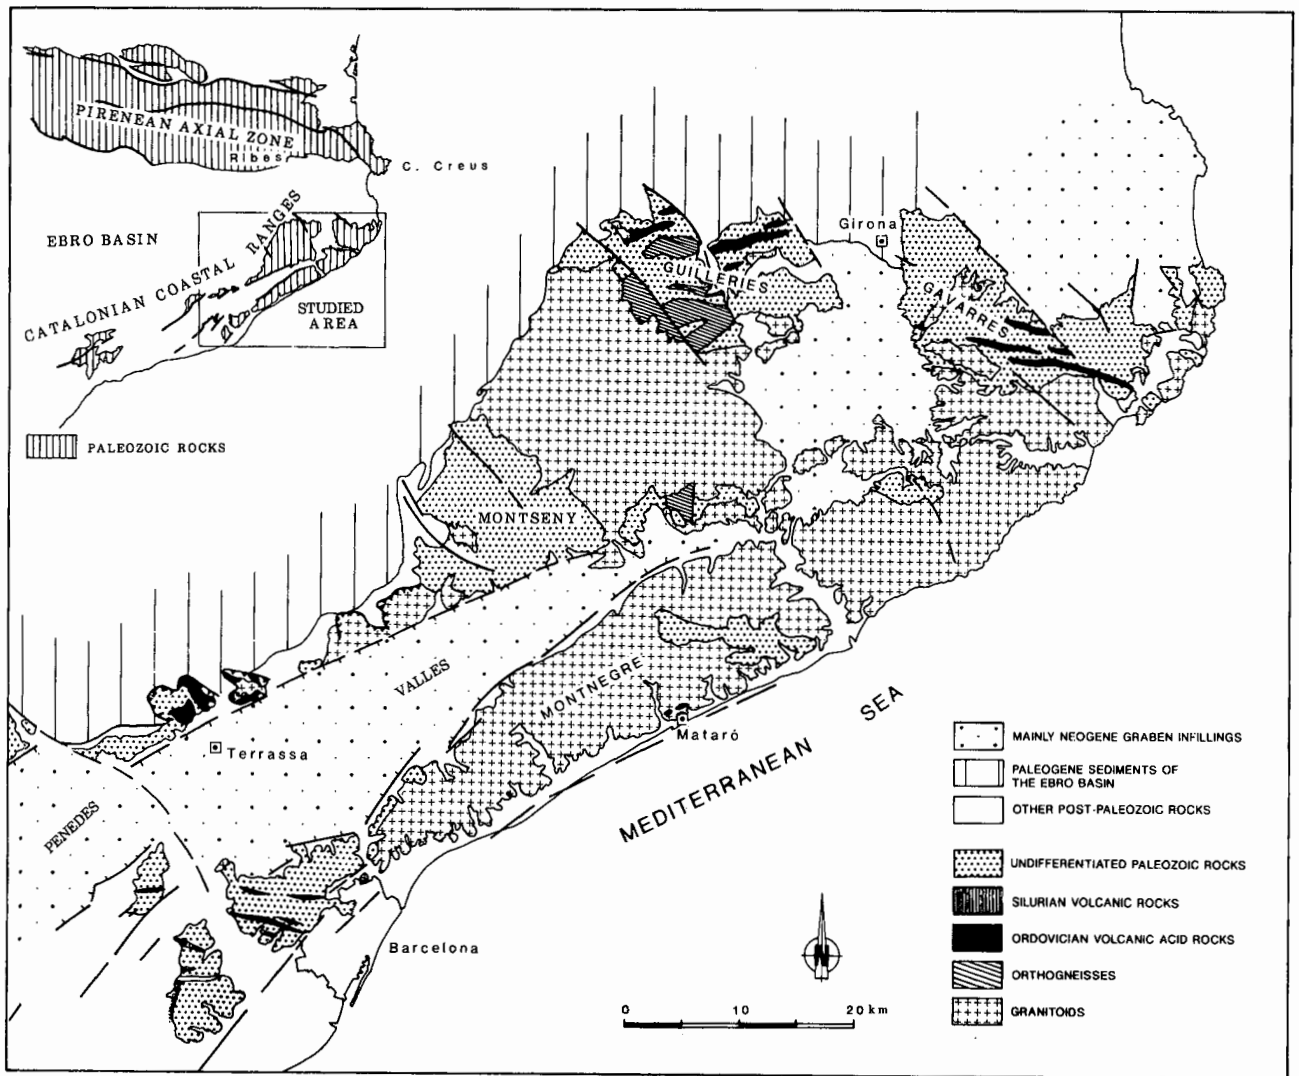 PIRENEAN AXIAL ZONE
Ribes
C. Creus
EBRO BASIN
CATALONIAN COASTAL RANGES
STUDIED
AREA
PALEOZOIC ROCKS
Girona
GUILLERIES
GAVARRES
MONTSENY
VALLES
MONTNEGRE
Mataró
Terrassa
PENEDES
Barcelona
MEDITERRANEAN SEA
MAINLY NEOGENE GRABEN INFILLINGS
PALEOGENE SEDIMENTS OF
THE EBRO BASIN
OTHER POST-PALEOZOIC ROCKS
UNDIFFERENTIATED PALEOZOIC ROCKS
SILURIAN VOLCANIC ROCKS
ORDOVICIAN VOLCANIC ACID ROCKS
ORTHOGNEISSES
GRANITOIDS
N
0 10 20 km